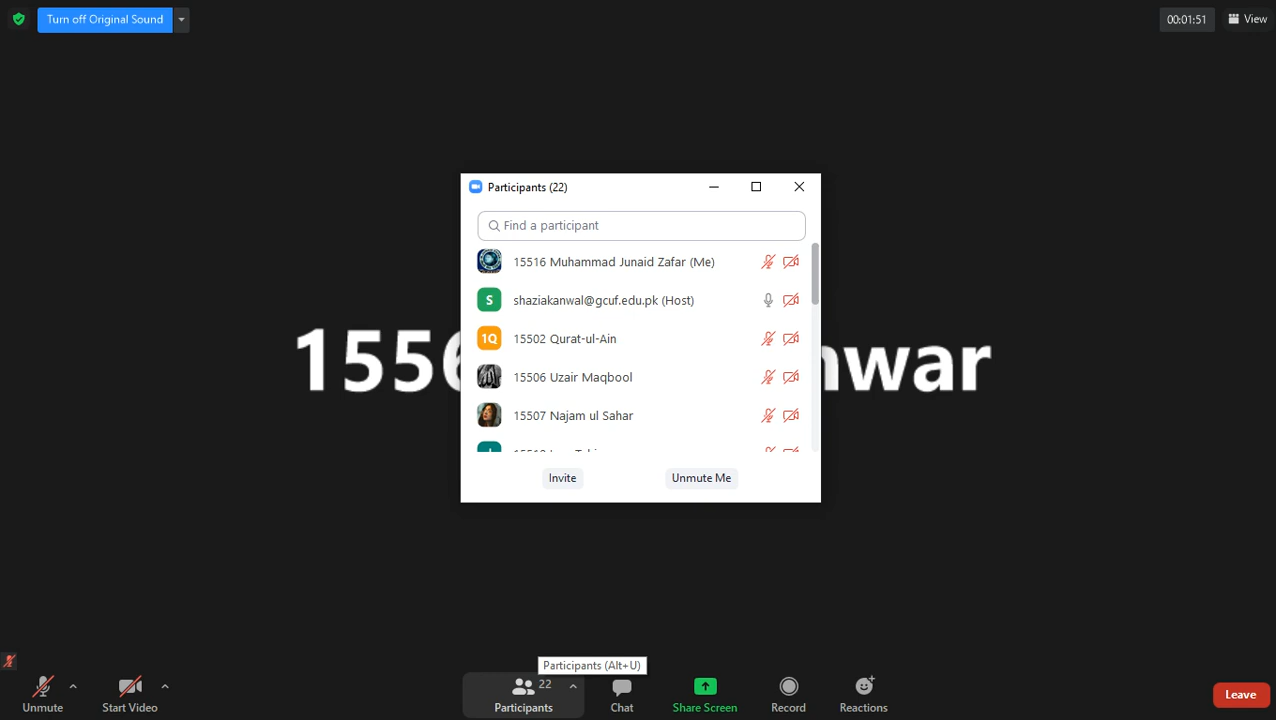 Turn off Original Sound
00:01:51
View
Participants (22)
Find a participant
15516 Muhammad Junaid Zafar (Me)
S
shaziakanwal@gcuf.edu.pk (Host)
1Q
15502 Qurat-ul-Ain
15506 Uzair Maqbool
15507 Najam ul Sahar
Invite
Unmute Me
Participants (Alt+U)
22
Unmute
Start Video
Participants
Chat
Share Screen
Record
Reactions
Leave